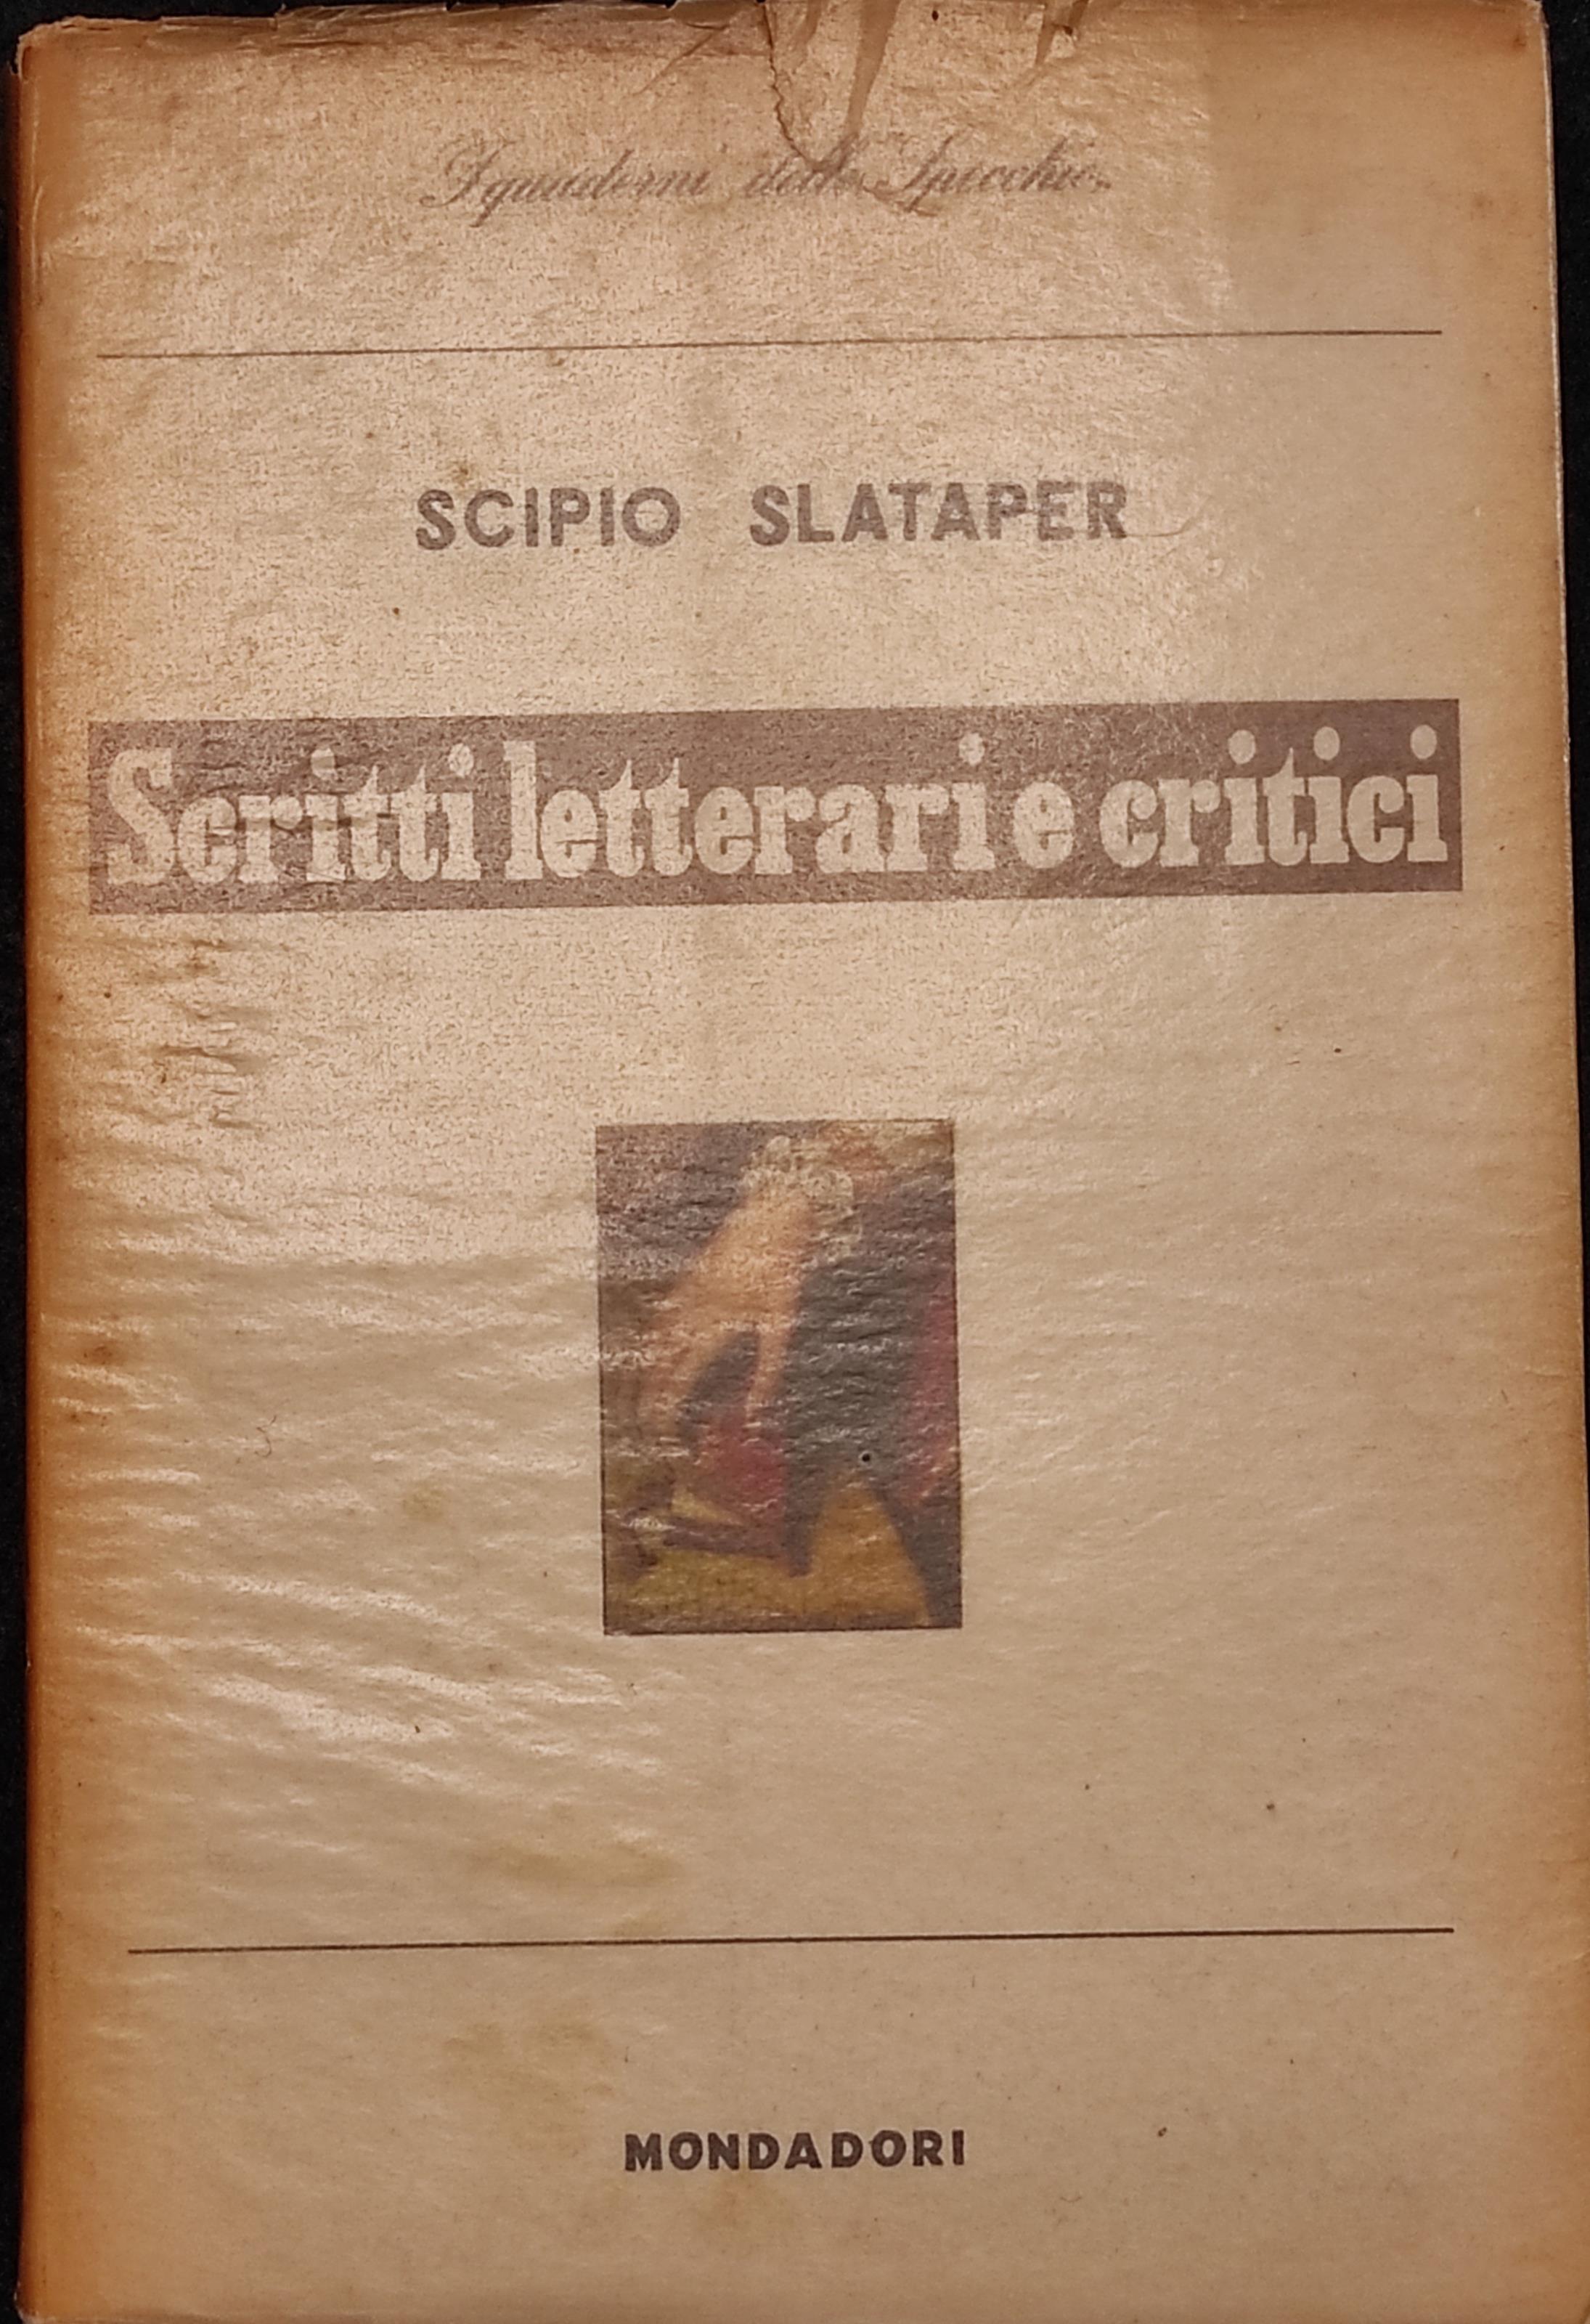 I quaderni dello Specchio
SCIPIO SLATAPER
Scritti letterari e critici
MONDADORI